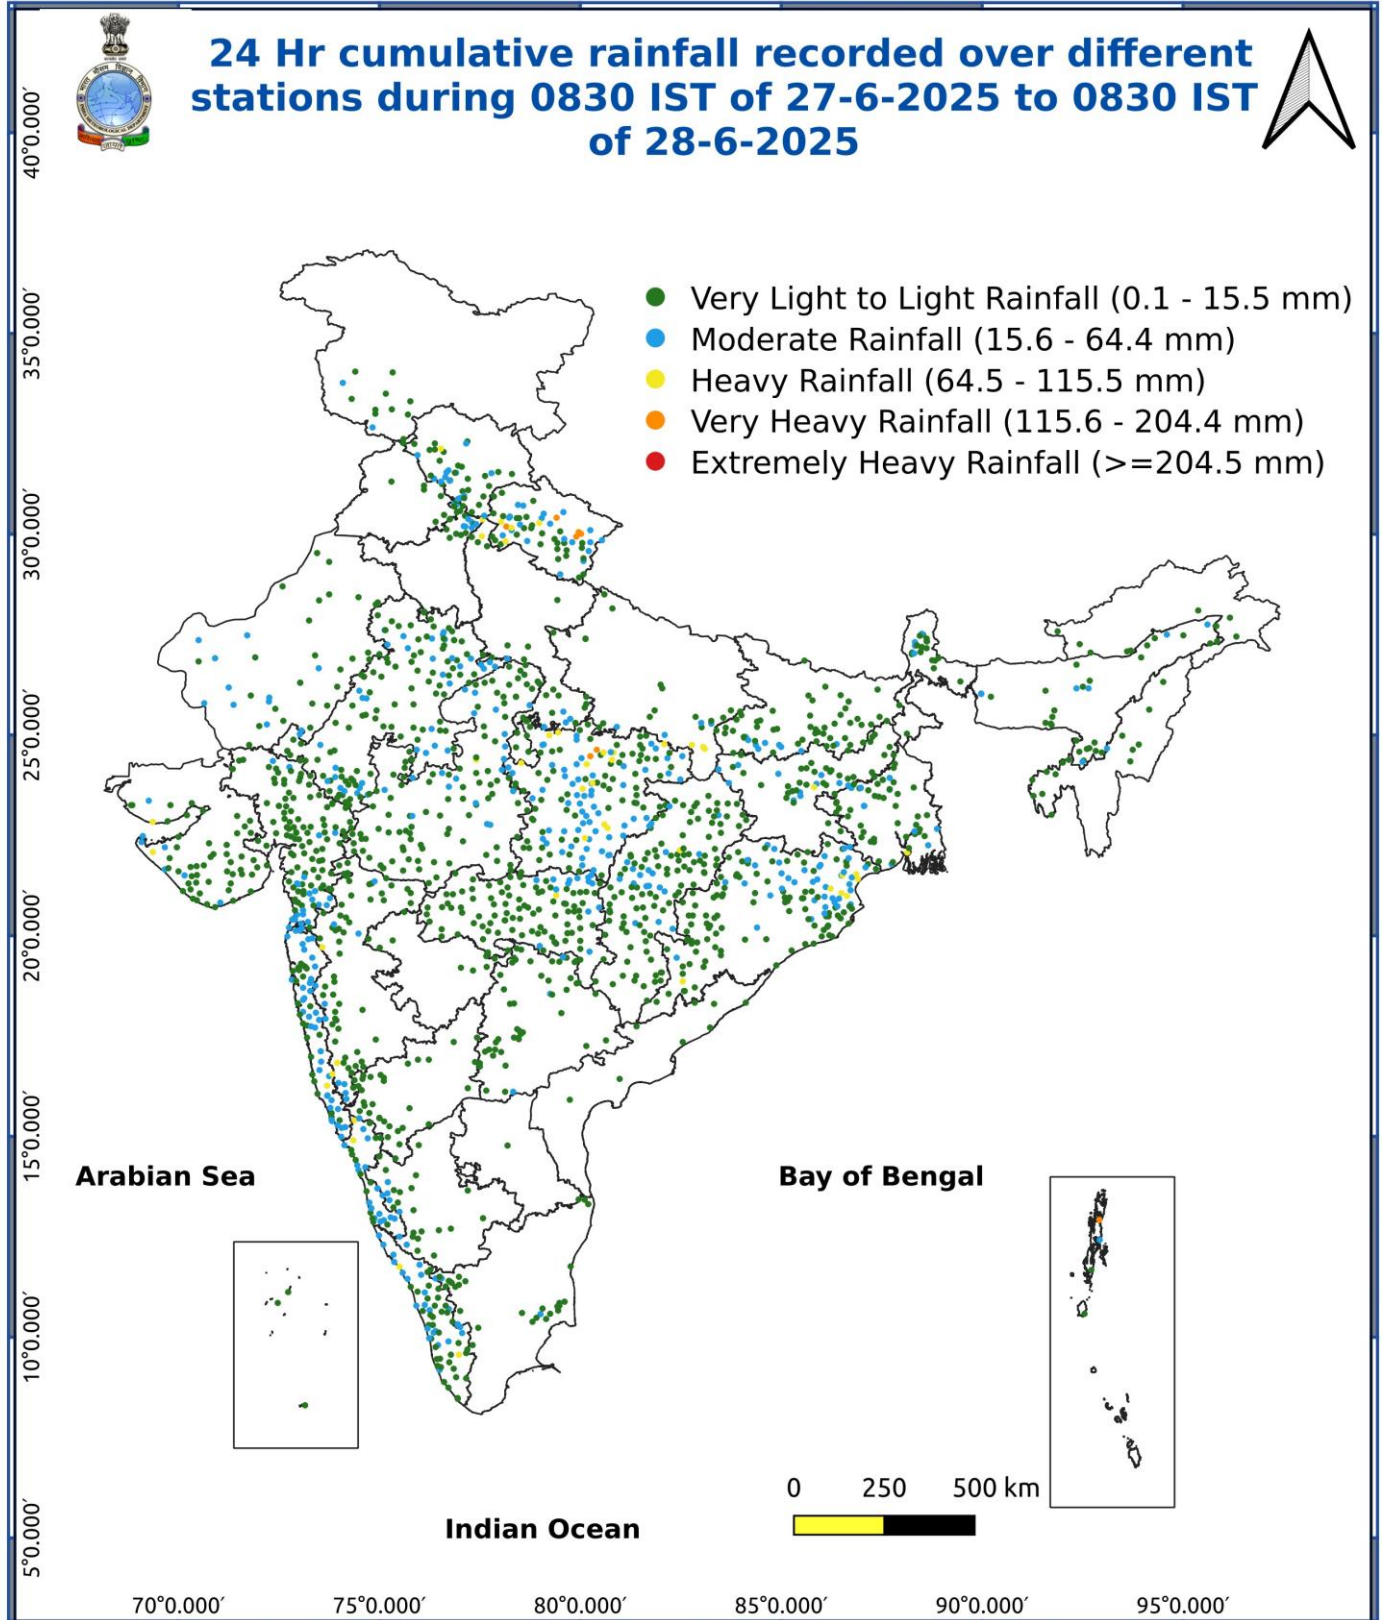 24 Hr cumulative rainfall recorded over different
stations during 0830 IST of 27-6-2025 to 0830 IST
of 28-6-2025
Very Light to Light Rainfall (0.1 - 15.5 mm)
Moderate Rainfall (15.6 - 64.4 mm)
Heavy Rainfall (64.5 - 115.5 mm)
Very Heavy Rainfall (115.6 - 204.4 mm)
Extremely Heavy Rainfall (>=204.5 mm)
40°0.000′
35°0.000′
30°0.000′
25°0.000′
20°0.000′
15°0.000′
10°0.000′
5°0.000′
Arabian Sea
Bay of Bengal
Indian Ocean
0 250 500 km
70°0.000′ 75°0.000′ 80°0.000′ 85°0.000′ 90°0.000′ 95°0.000′